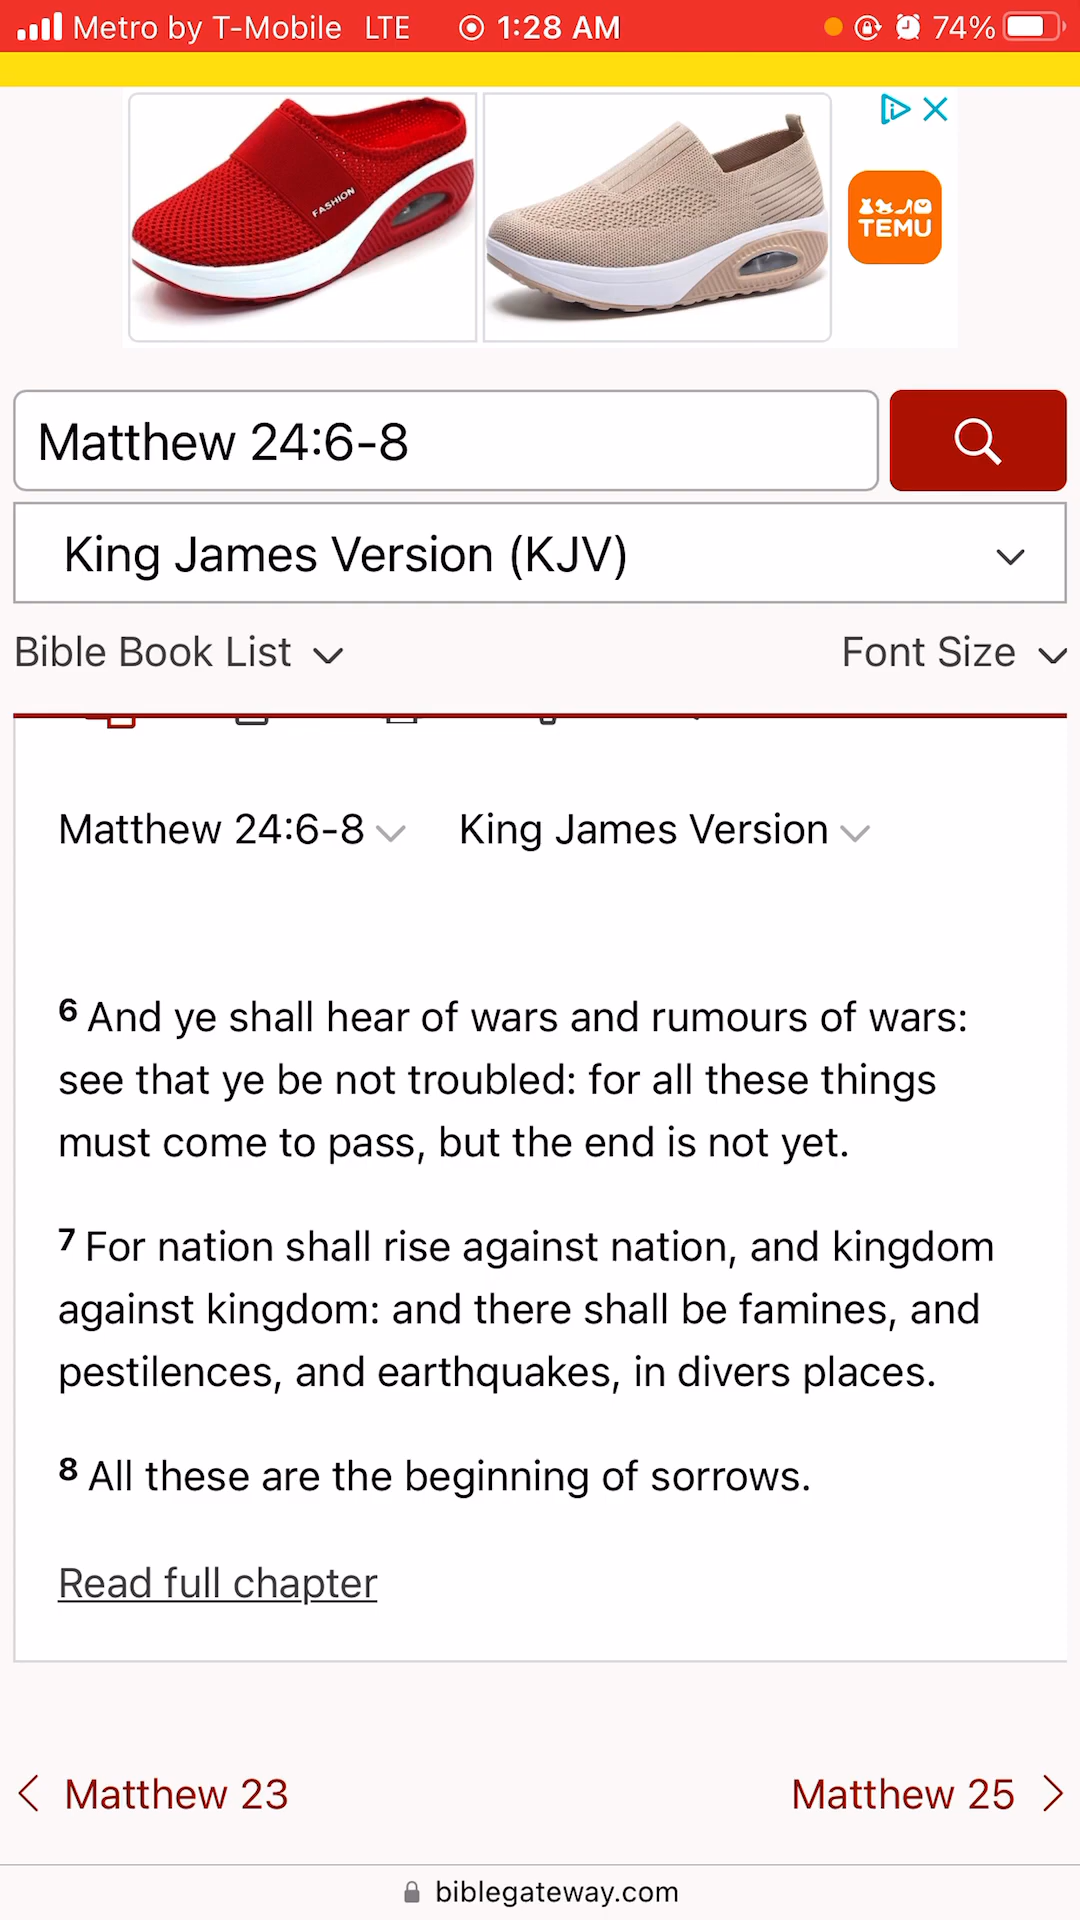 Metro by T-Mobile LTE 1:28 AM 74%
FASHION
TEMU
Matthew 24:6-8
King James Version (KJV)
Bible Book List Font Size
Matthew 24:6-8 King James Version
6 And ye shall hear of wars and rumours of wars:
see that ye be not troubled: for all these things
must come to pass, but the end is not yet.
7 For nation shall rise against nation, and kingdom
against kingdom: and there shall be famines, and
pestilences, and earthquakes, in divers places.
8 All these are the beginning of sorrows.
Read full chapter
Matthew 23 Matthew 25
biblegateway.com